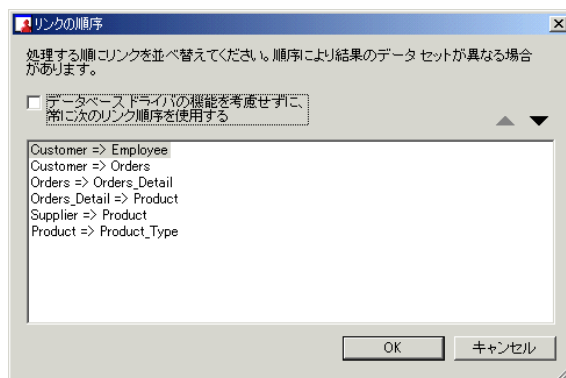 リンクの順序
処理する順にリンクを並べ替えてください。順序により結果のデータ セットが異なる場合
があります。
データベース ドライバの機能を考慮せずに、
常に次のリンク順序を使用する
Customer => Employee
Customer => Orders
Orders => Orders_Detail
Orders_Detail => Product
Supplier => Product
Product => Product_Type
OK
キャンセル